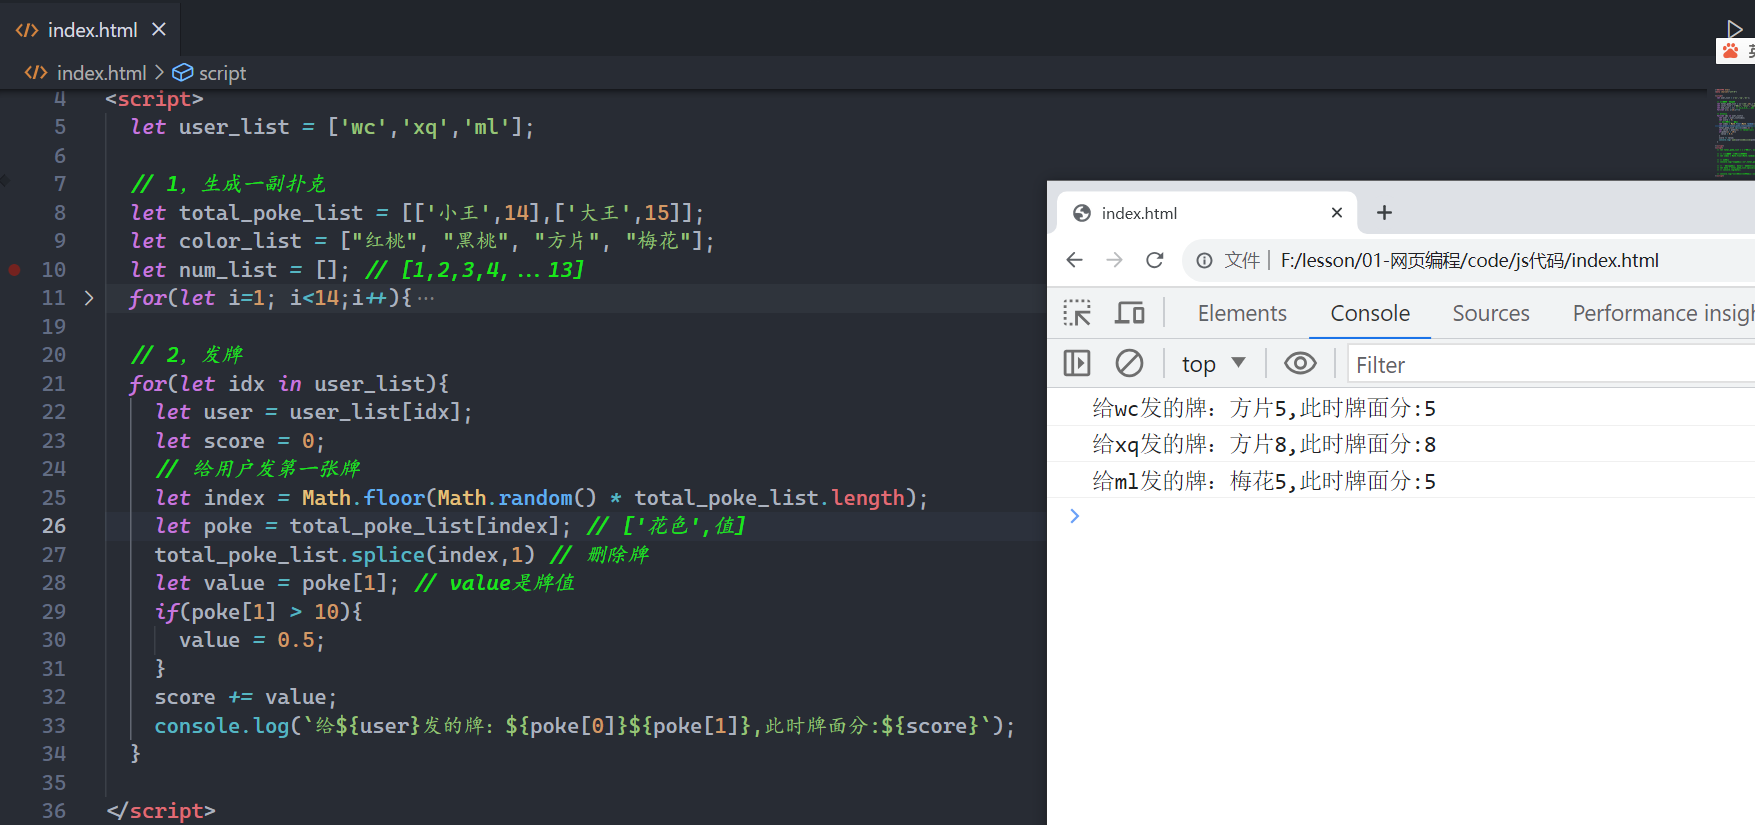 index.html
index.html > script
4 <script>
5 let user_list = ['wc','xq','ml'];
6
7 // 1, 生成一副扑克
8 let total_poke_list = [['小王',14],['大王',15]];
9 let color_list = ["红桃", "黑桃", "方片", "梅花"];
10 let num_list = []; // [1,2,3,4,...13]
11 for(let i=1; i<14;i++){…
19
20 // 2, 发牌
21 for(let idx in user_list){
22 let user = user_list[idx];
23 let score = 0;
24 // 给用户发第一张牌
25 let index = Math.floor(Math.random() * total_poke_list.length);
26 let poke = total_poke_list[index]; // ['花色',值]
27 total_poke_list.splice(index,1) // 删除牌
28 let value = poke[1]; // value是牌值
29 if(poke[1] > 10){
30 value = 0.5;
31 }
32 score += value;
33 console.log(`给${user}发的牌: ${poke[0]}${poke[1]},此时牌面分:${score}`);
34 }
35
36 </script>
英
index.html
文件 | F:/lesson/01-网页编程/code/js代码/index.html
Elements Console Sources Performance insigh
top Filter
给wc发的牌: 方片5,此时牌面分:5
给xq发的牌: 方片8,此时牌面分:8
给ml发的牌: 梅花5,此时牌面分:5